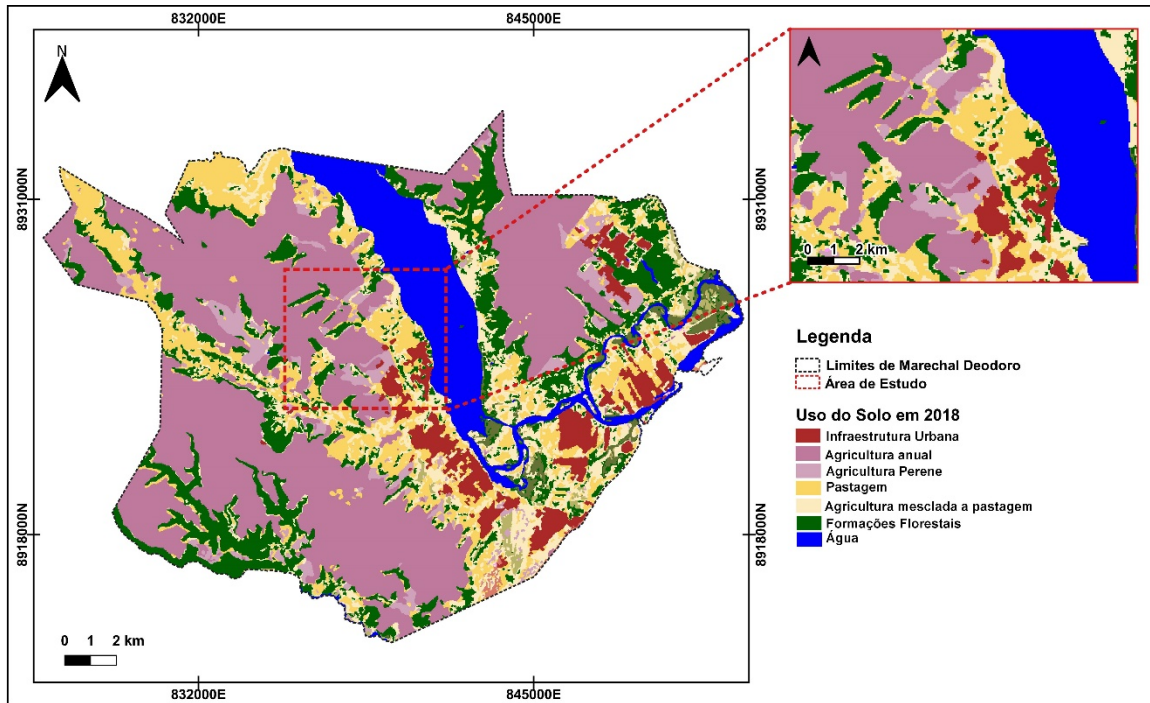 832000E
845000E
N
8931000N
8931000N
8918000N
8918000N
0 1 2 km
832000E
845000E
0 1 2 km
Legenda
Limites de Marechal Deodoro
Área de Estudo
Uso do Solo em 2018
Infraestrutura Urbana
Agricultura anual
Agricultura Perene
Pastagem
Agricultura mesclada a pastagem
Formações Florestais
Água